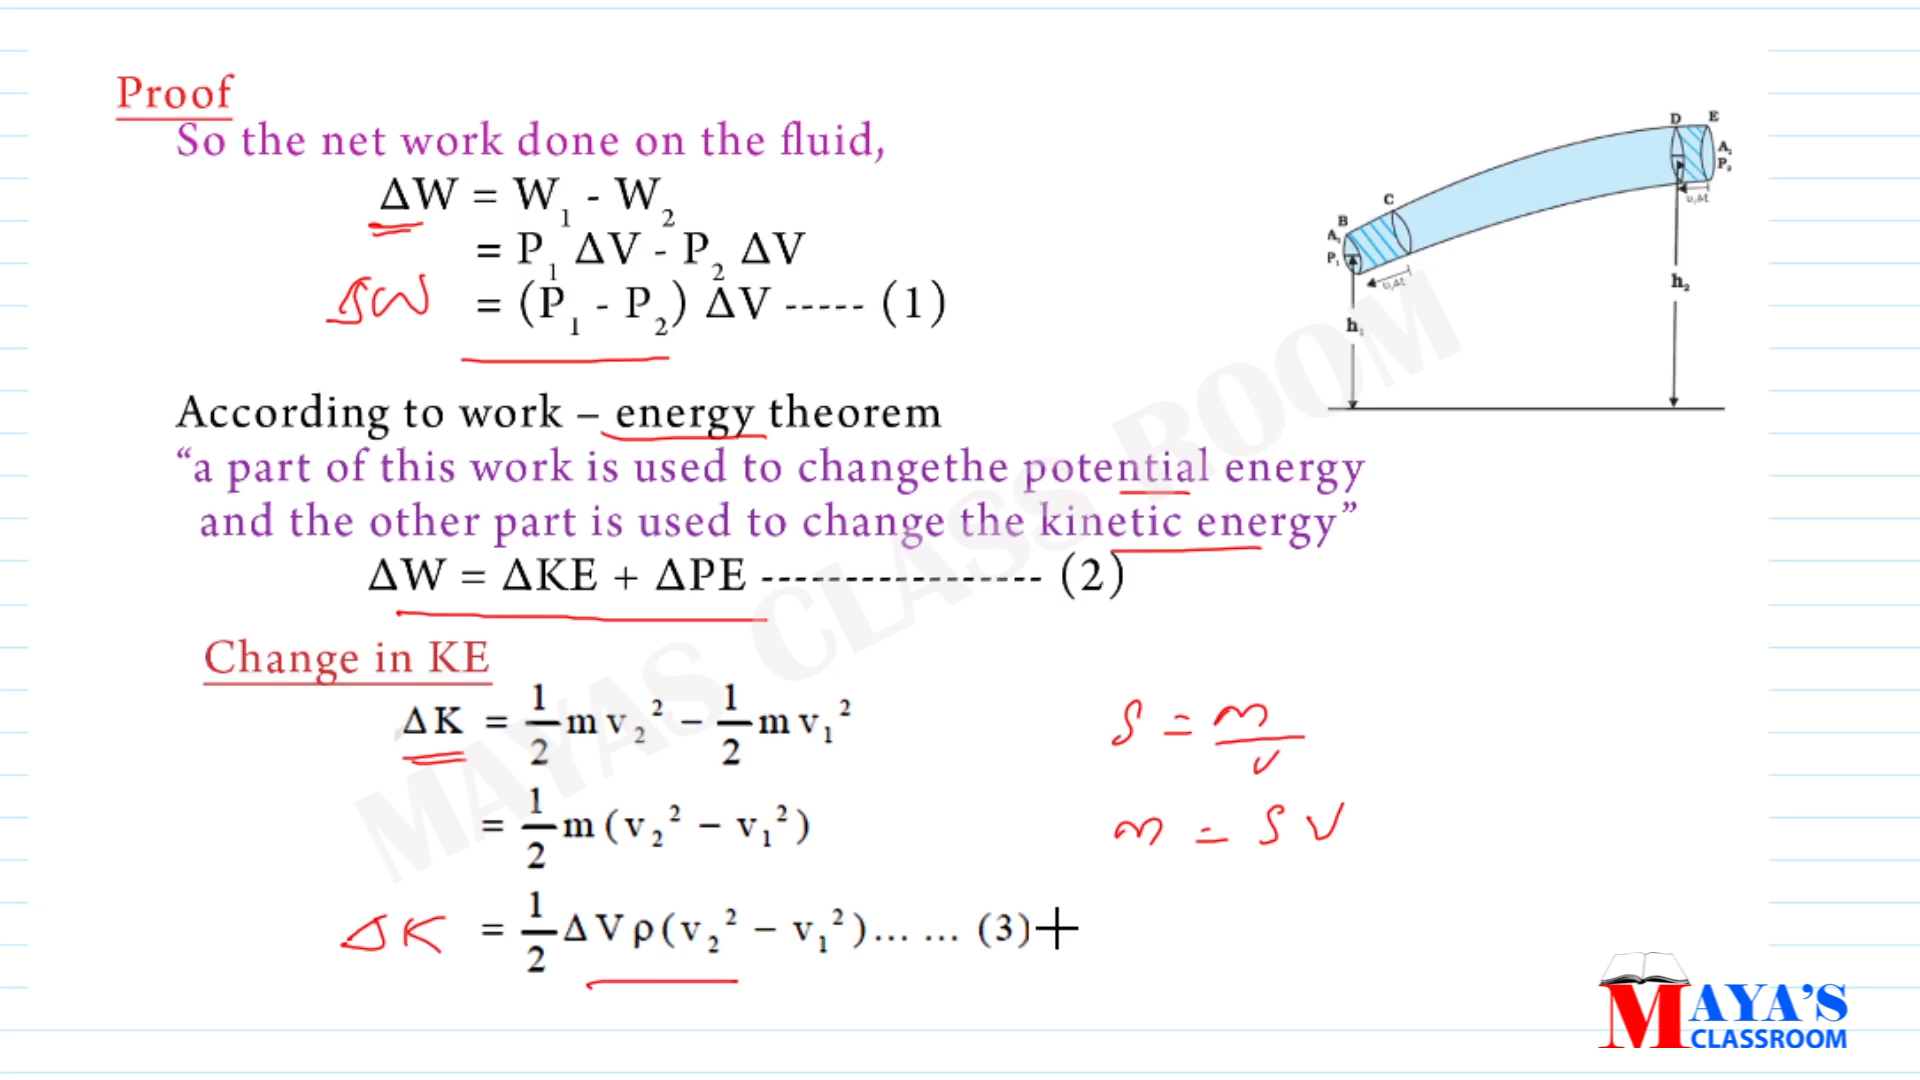 Proof
So the net work done on the fluid,
ΔW = W₁ - W₂
= P₁ ΔV - P₂ ΔV
ΔW = (P₁ - P₂) ΔV ----- (1)
According to work – energy theorem
“a part of this work is used to changethe potential energy
and the other part is used to change the kinetic energy”
ΔW = ΔKE + ΔPE ----------------- (2)
Change in KE
ΔK = 1/2 m v₂² − 1/2 m v₁²
= 1/2 m (v₂² − v₁²)
ΔK = 1/2 Δ V ρ (v₂² − v₁²)... ... (3)
ρ = m/v
m = ρ V
D E
P₂
C
B
A₁
P₁
h₁
h₂
MAYAS CLASS ROOM
MAYA’S
CLASSROOM